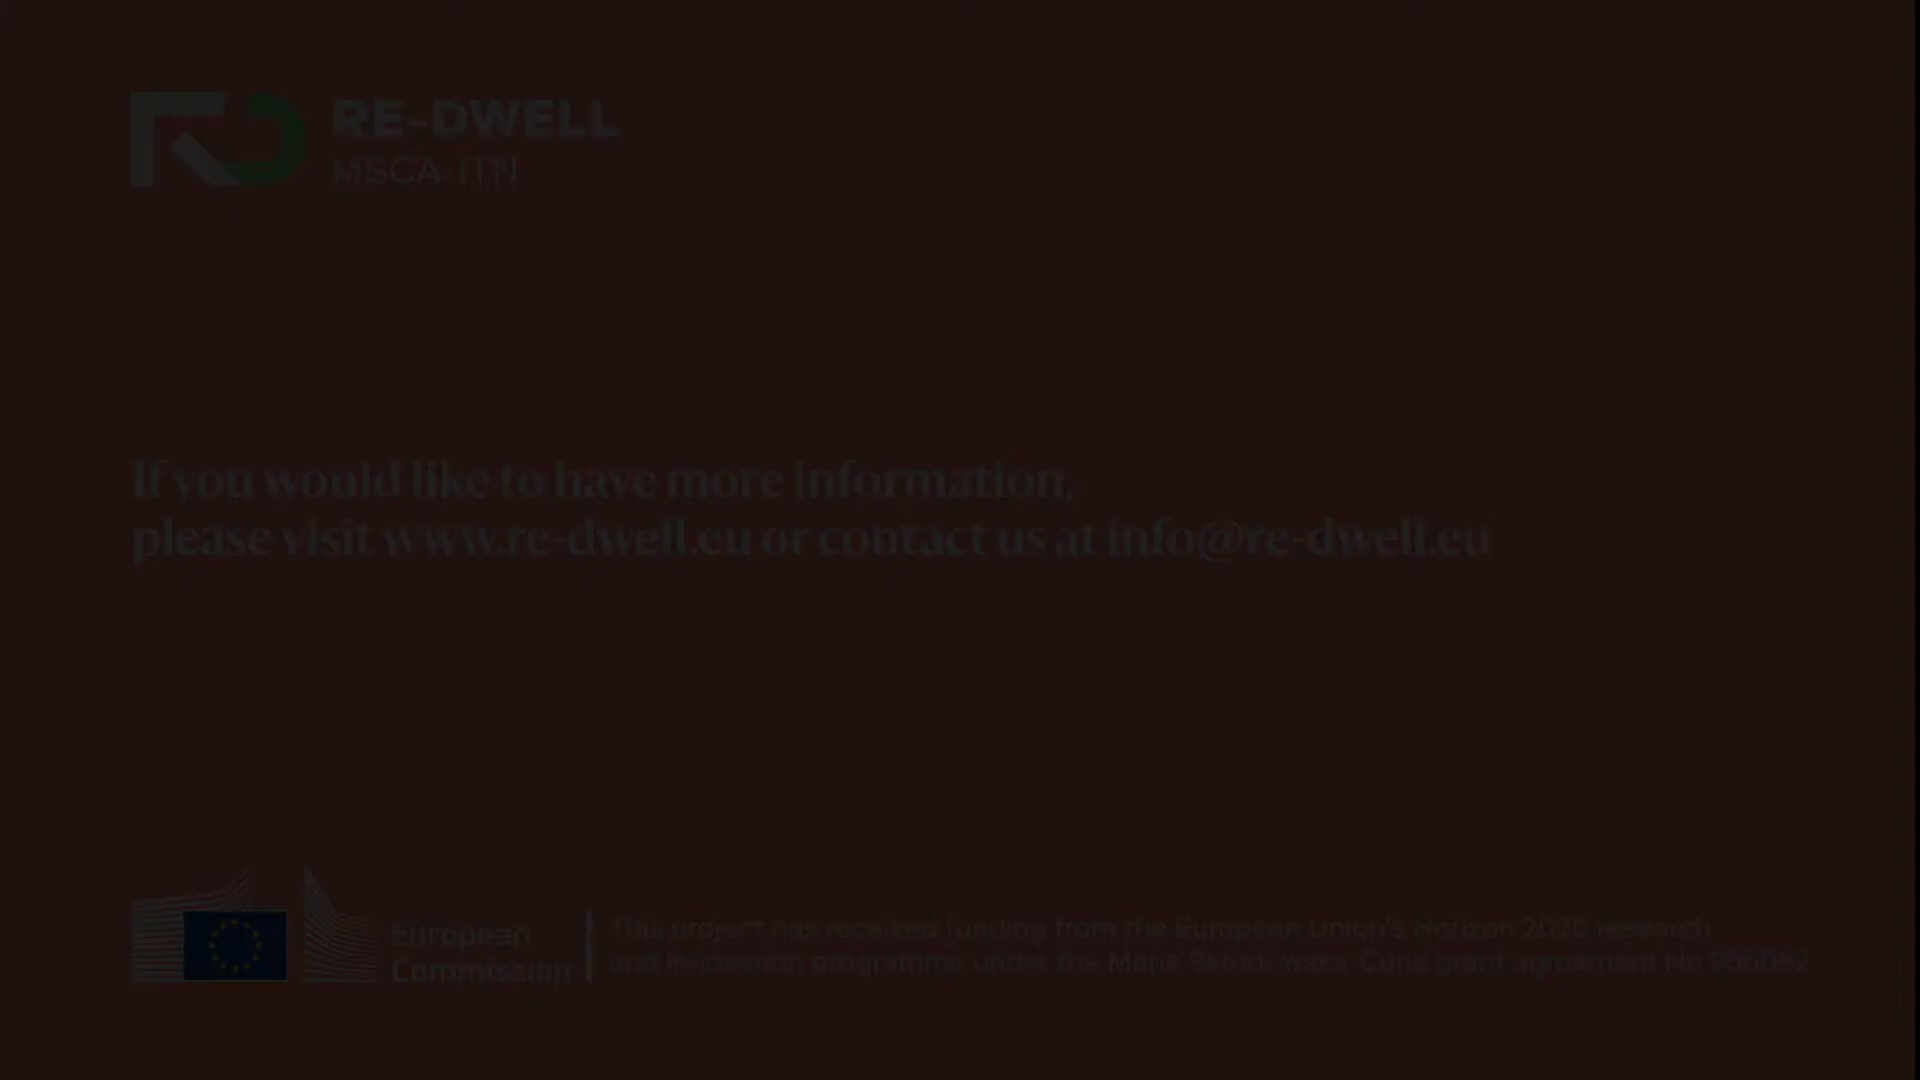 RE-DWELL
MSCA-ITN
If you would like to have more information,
please visit www.re-dwell.eu or contact us at info@re-dwell.eu
European
Commission
This project has received funding from the European Union's Horizon 2020 research
and innovation programme under the Marie Skłodowska-Curie grant agreement No 956082